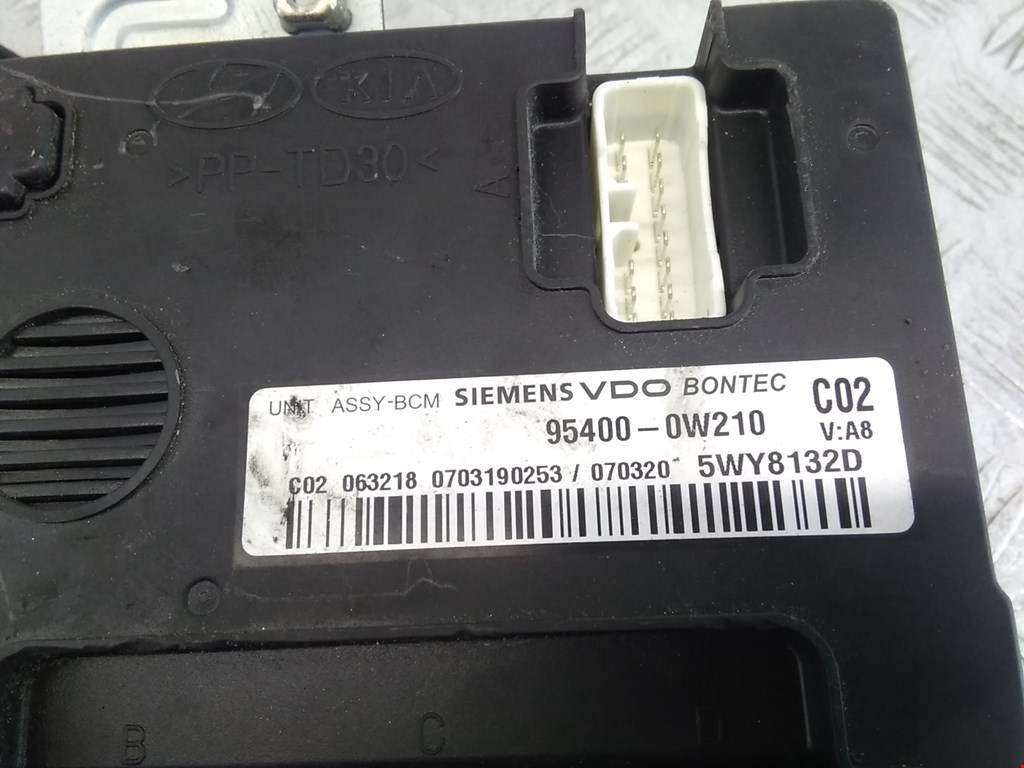 KIA
>PP-TD30<
A
UNIT ASSY-BCM SIEMENS VDO BONTEC C02
95400-0W210 V:A8
C02 063218 0703190253 / 070320 5WY8132D
B C D